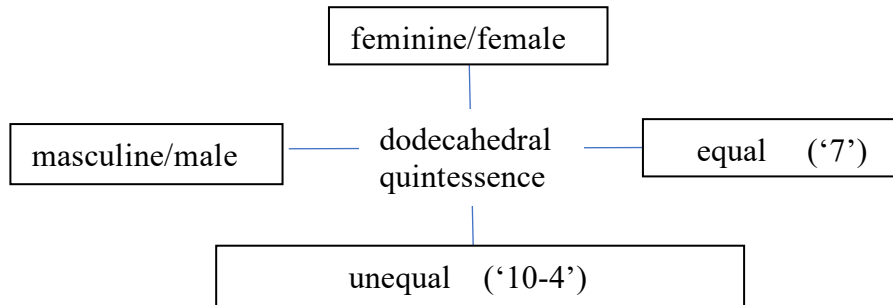 feminine/female
masculine/male
dodecahedral
quintessence
equal (‘7’)
unequal (‘10-4’)